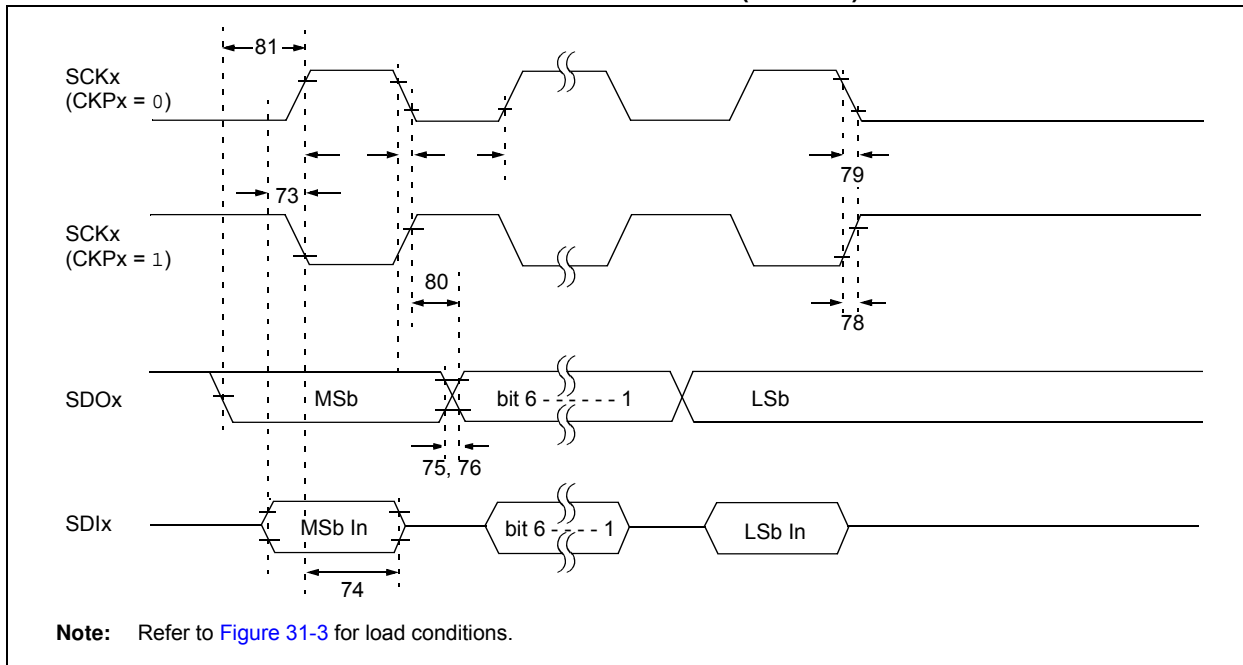 81
SCKx
(CKPx = 0)
79
73
SCKx
(CKPx = 1)
80
78
SDOx
MSb
bit 6 - - - - - - 1
LSb
75, 76
SDIx
MSb In
bit 6 - - - - 1
LSb In
74
Note: Refer to Figure 31-3 for load conditions.